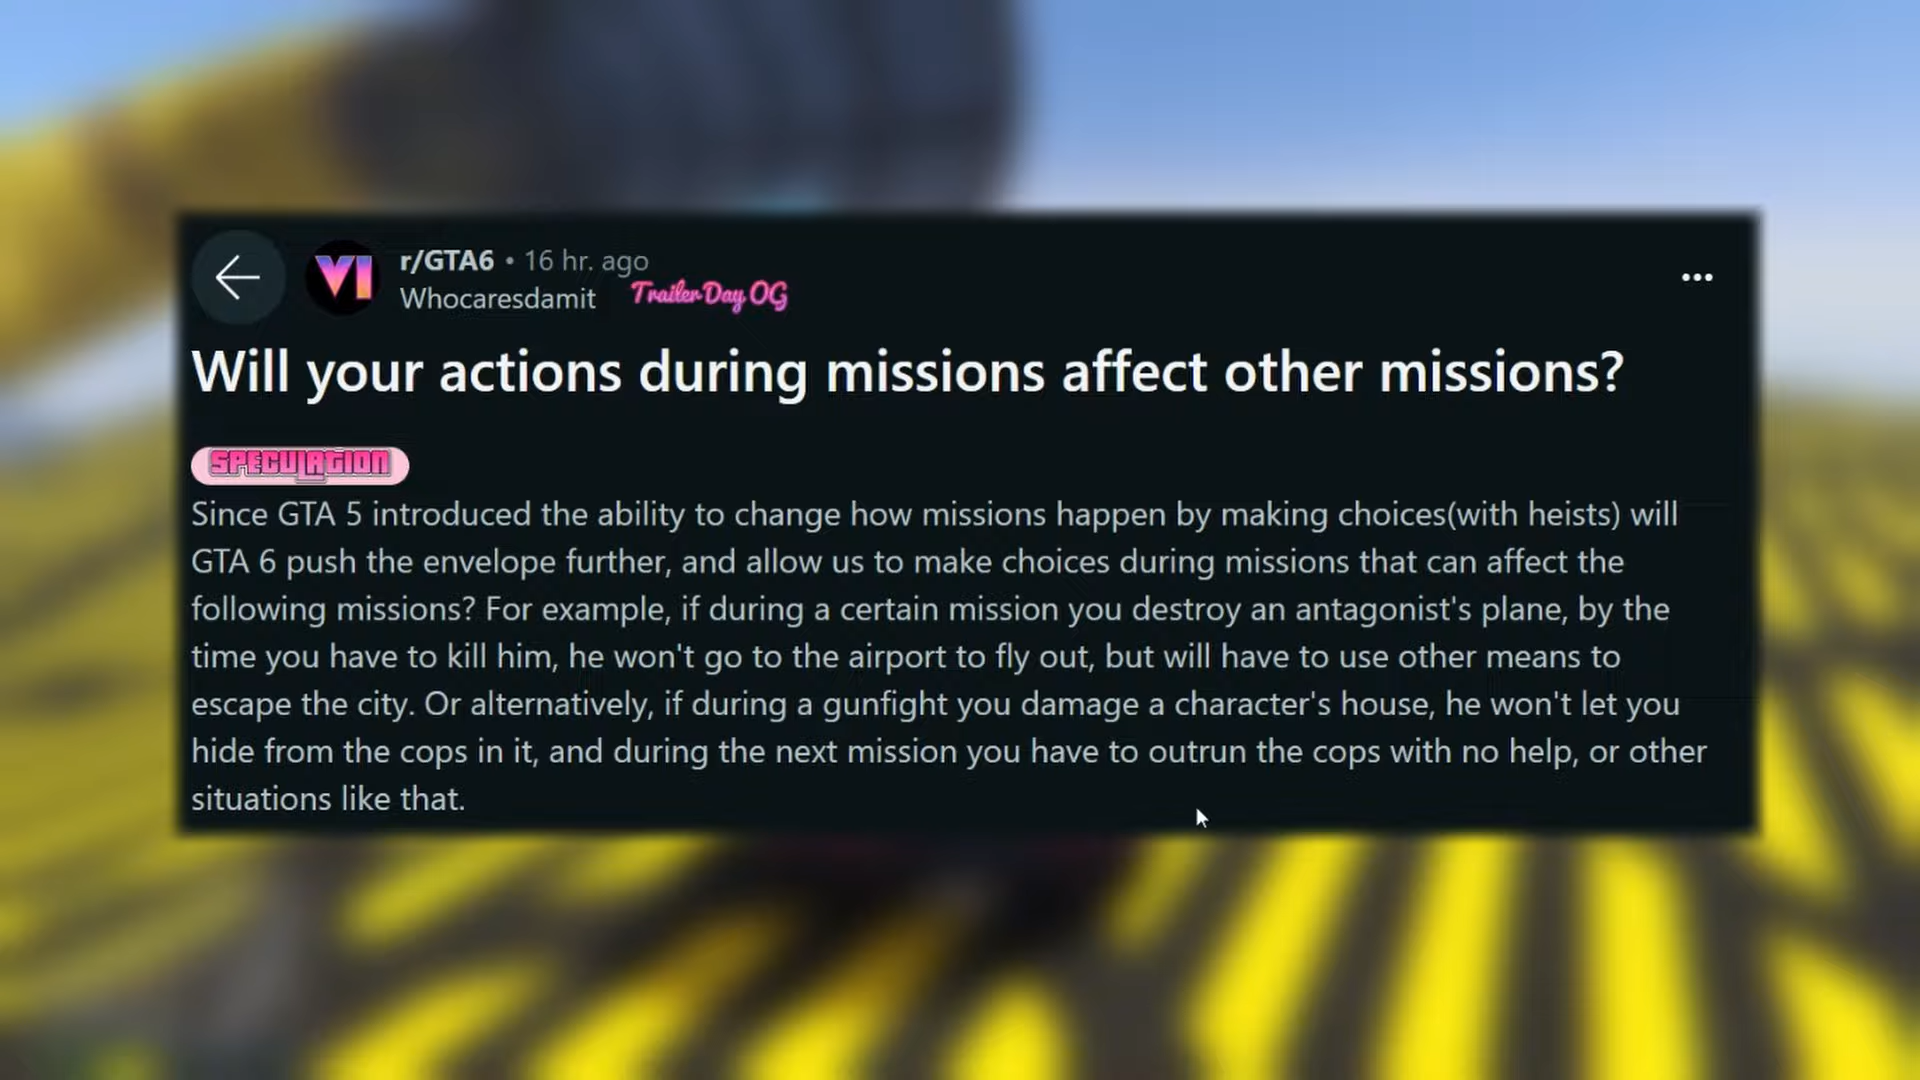 VI
r/GTA6 • 16 hr. ago
Whocaresdamit Trailer Day OG
Will your actions during missions affect other missions?
SPECULATION
Since GTA 5 introduced the ability to change how missions happen by making choices(with heists) will
GTA 6 push the envelope further, and allow us to make choices during missions that can affect the
following missions? For example, if during a certain mission you destroy an antagonist's plane, by the
time you have to kill him, he won't go to the airport to fly out, but will have to use other means to
escape the city. Or alternatively, if during a gunfight you damage a character's house, he won't let you
hide from the cops in it, and during the next mission you have to outrun the cops with no help, or other
situations like that.